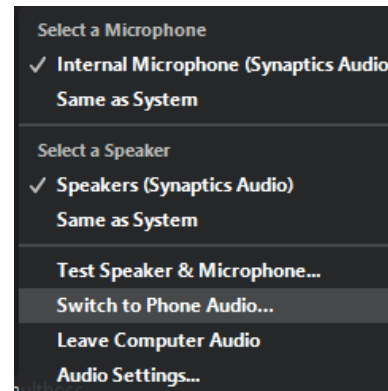 Select a Microphone
✓ Internal Microphone (Synaptics Audio
Same as System
Select a Speaker
✓ Speakers (Synaptics Audio)
Same as System
Test Speaker & Microphone...
Switch to Phone Audio...
Leave Computer Audio
Audio Settings...